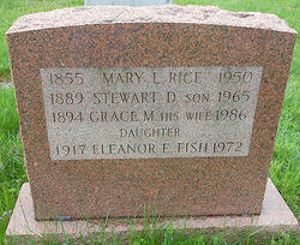 1855 MARY L. RICE 1950
1889 STEWART D. SON. 1965
1894 GRACE M. HIS WIFE 1986
DAUGHTER
1917 ELEANOR E. FISH 1972